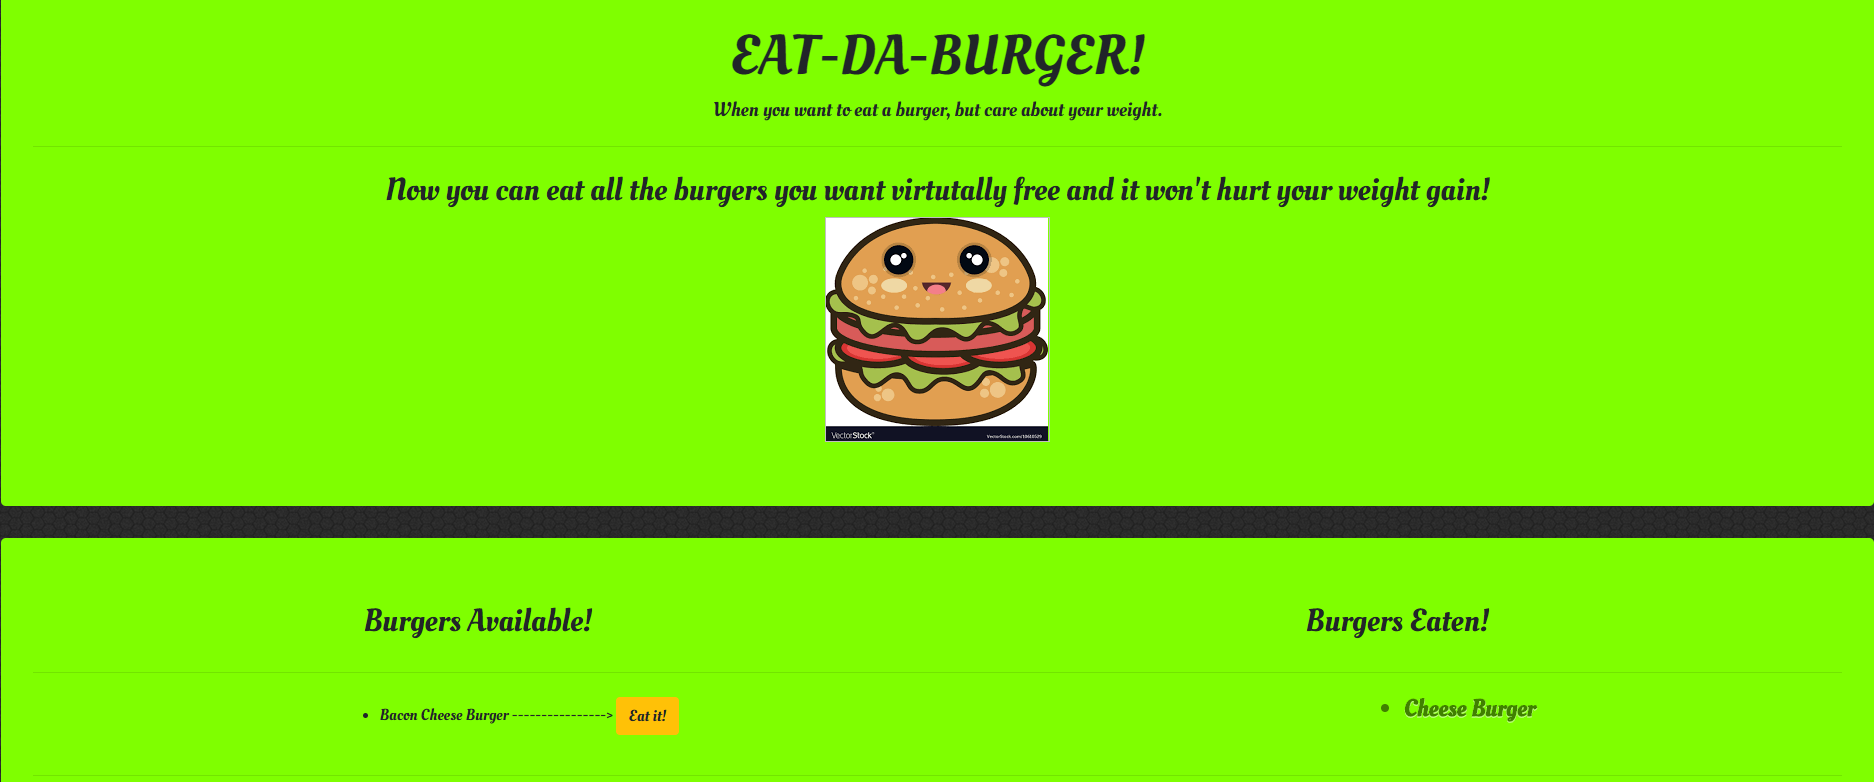 EAT-DA-BURGER!
When you want to eat a burger, but care about your weight.
Now you can eat all the burgers you want virtutally free and it won't hurt your weight gain!
VectorStock®
VectorStock.com/10610529
Burgers Available!
Burgers Eaten!
Bacon Cheese Burger ----------------> Eat it!
Cheese Burger